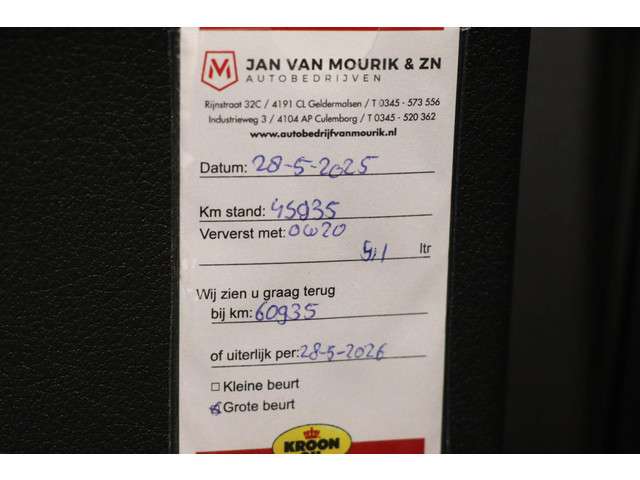 JAN VAN MOURIK & ZN
AUTOBEDRIJVEN
Rijnstraat 32C / 4191 CL Geldermalsen / T 0345 - 573 556
Industrieweg 3 / 4104 AP Culemborg / T 0345 - 520 362
www.autobedrijfvanmourik.nl
Datum: 28-5-2025
Km stand: 45935
Ververst met: 0W20
5,1 ltr
Wij zien u graag terug
bij km: 60935
of uiterlijk per: 28-5-2026
Kleine beurt
Grote beurt
KROON
OIL